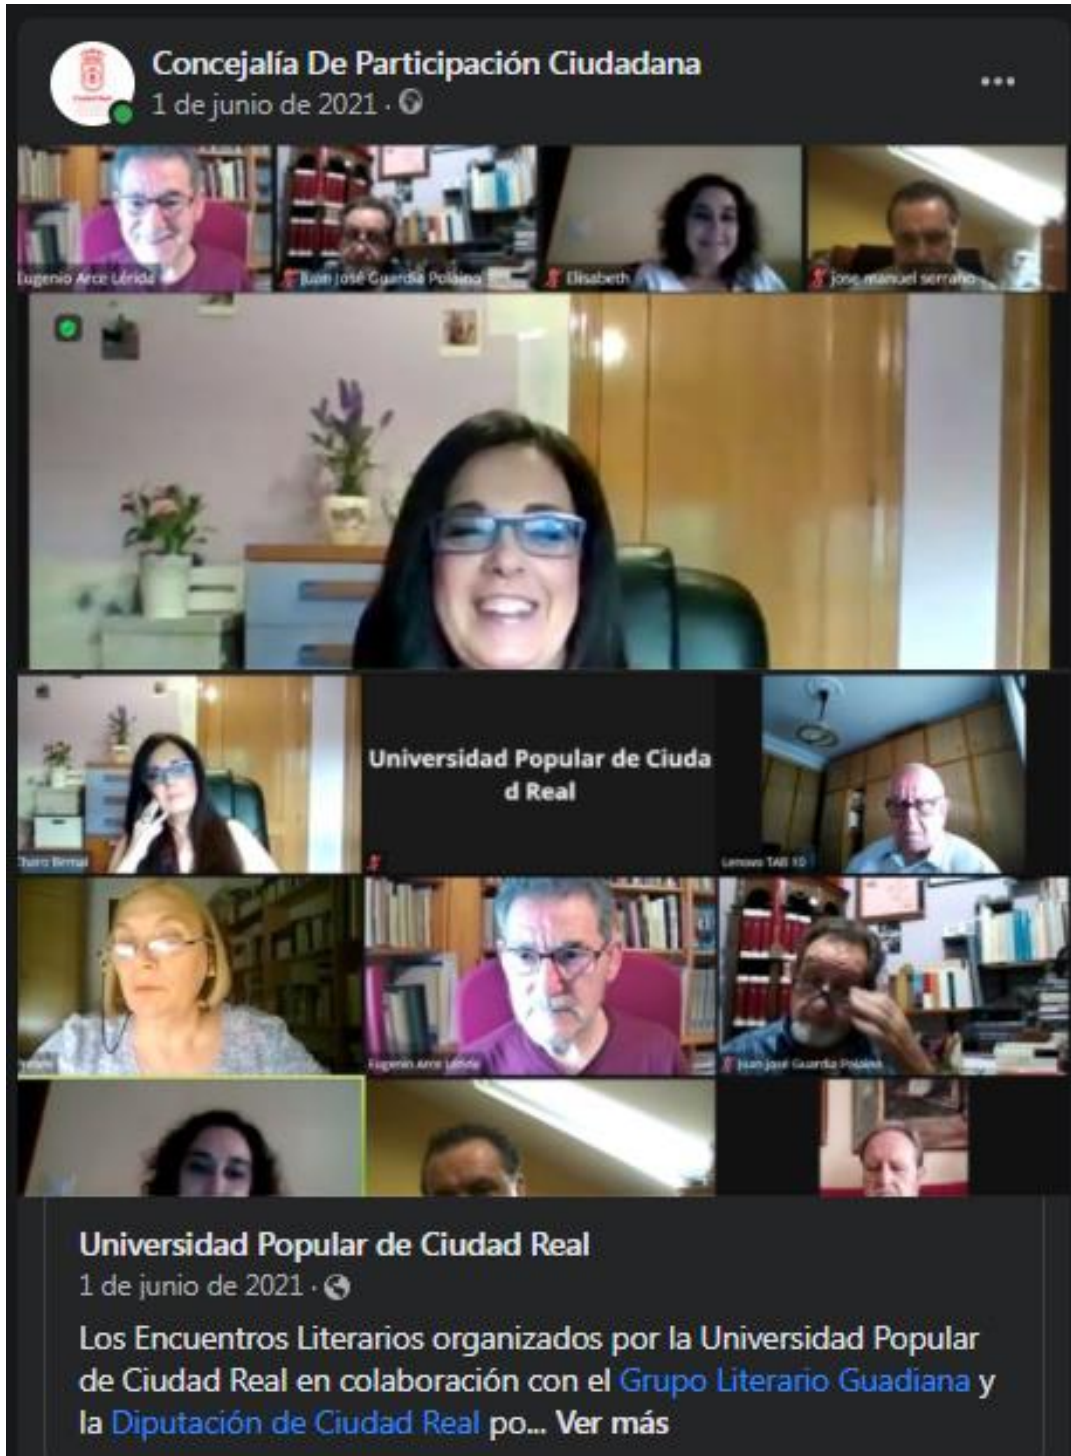 Concejalía De Participación Ciudadana
1 de junio de 2021 ·
Eugenio Arce Lérida
Juan José Guardia Polaino
Elisabeth
jose manuel serrano
Universidad Popular de Ciuda
d Real
Charo Bernal
Lenovo TAB 10
Eugenio Arce Lérida
Juan José Guardia Polaino
Universidad Popular de Ciudad Real
1 de junio de 2021 ·
Los Encuentros Literarios organizados por la Universidad Popular
de Ciudad Real en colaboración con el Grupo Literario Guadiana y
la Diputación de Ciudad Real po... Ver más